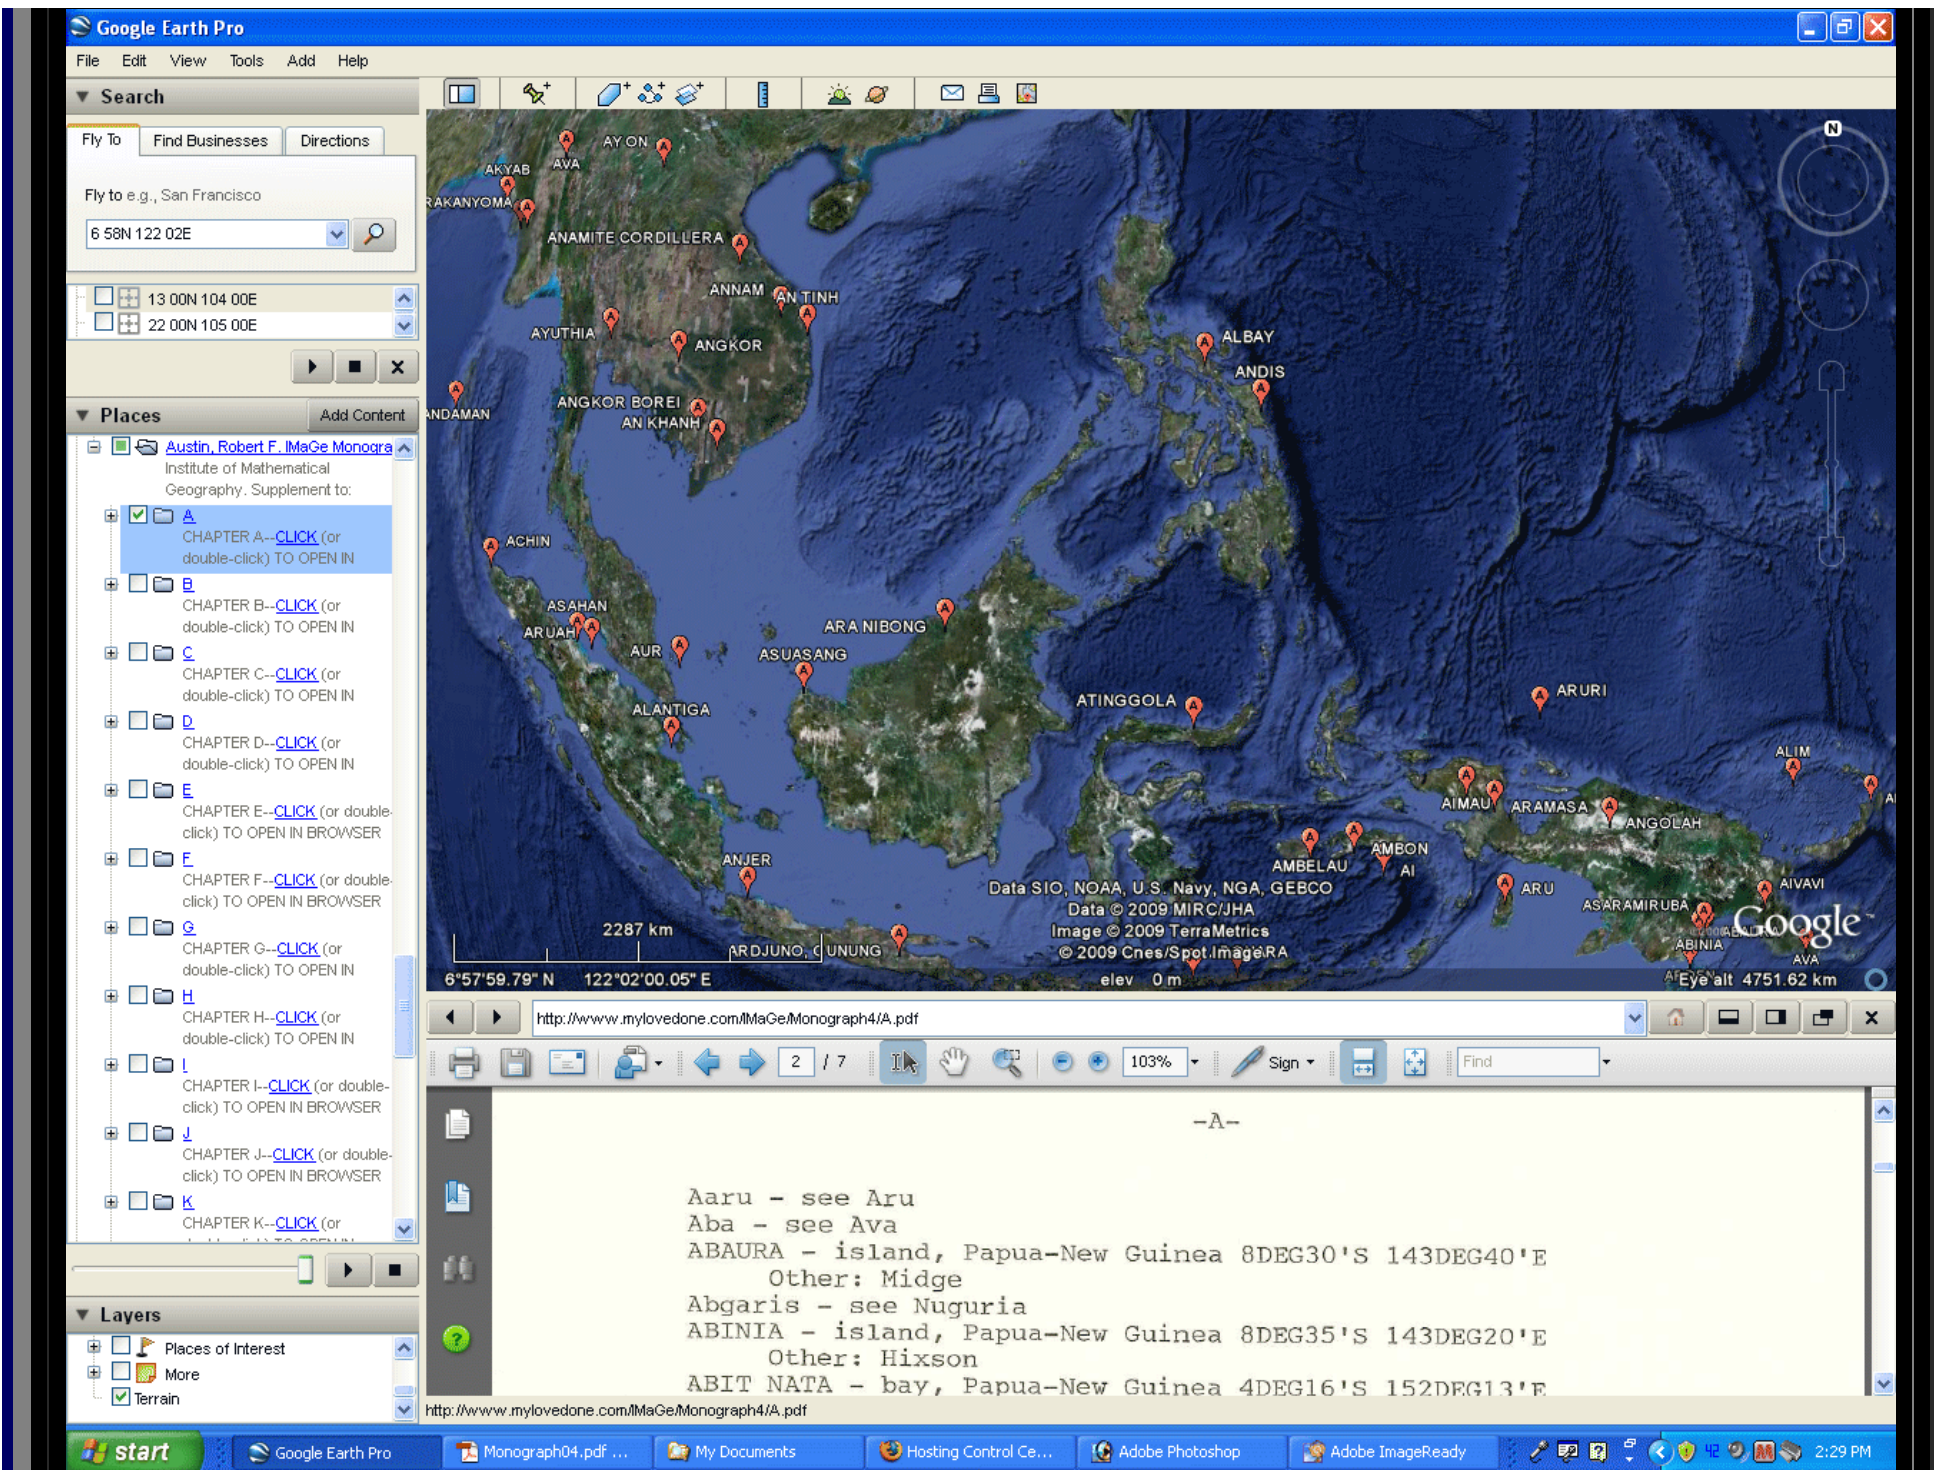 Google Earth Pro
File Edit View Tools Add Help
Search
Fly To Find Businesses Directions
Fly to e.g., San Francisco
6 58N 122 02E
13 00N 104 00E
22 00N 105 00E
Places Add Content
Austin, Robert F. IMaGe Monogra
Institute of Mathematical
Geography. Supplement to:
A
CHAPTER A--CLICK (or
double-click) TO OPEN IN
B
CHAPTER B--CLICK (or
double-click) TO OPEN IN
C
CHAPTER C--CLICK (or
double-click) TO OPEN IN
D
CHAPTER D--CLICK (or
double-click) TO OPEN IN
E
CHAPTER E--CLICK (or double-
click) TO OPEN IN BROWSER
F
CHAPTER F--CLICK (or double-
click) TO OPEN IN BROWSER
G
CHAPTER G--CLICK (or
double-click) TO OPEN IN
H
CHAPTER H--CLICK (or
double-click) TO OPEN IN
I
CHAPTER I--CLICK (or double-
click) TO OPEN IN BROWSER
J
CHAPTER J--CLICK (or double-
click) TO OPEN IN BROWSER
K
CHAPTER K--CLICK (or
Layers
Places of Interest
More
Terrain
N
AVA
AY ON
AKYAB
RAKANYOMA
ANAMITE CORDILLERA
ANNAM
AN TINH
AYUTHIA
ANGKOR
ALBAY
ANDIS
ANDAMAN
ANGKOR BOREI
AN KHANH
ACHIN
ASAHAN
ARUAH
AUR
ARA NIBONG
ASUASANG
ALANTIGA
ATINGGOLA
ARURI
ALIM
AIMAU
ARAMASA
ANGOLAH
AMBELAU
AMBON
AI
ANJER
ARU
AIVAVI
ASARAMIRUBA
ABINIA
AVA
ARDJUNO, GUNUNG
Data SIO, NOAA, U.S. Navy, NGA, GEBCO
Data © 2009 MIRC/JHA
Image © 2009 TerraMetrics
© 2009 Cnes/Spot Image
Google
2287 km
6°57'59.79" N 122°02'00.05" E elev 0 m Eye alt 4751.62 km
http://www.mylovedone.com/IMaGe/Monograph4/A.pdf
2 / 7 103% Sign Find
-A-
Aaru - see Aru
Aba - see Ava
ABAURA - island, Papua-New Guinea 8DEG30'S 143DEG40'E
Other: Midge
Abgaris - see Nuguria
ABINIA - island, Papua-New Guinea 8DEG35'S 143DEG20'E
Other: Hixson
ABIT NATA - bay, Papua-New Guinea 4DEG16'S 152DEG13'E
http://www.mylovedone.com/IMaGe/Monograph4/A.pdf
start Google Earth Pro Monograph04.pdf ... My Documents Hosting Control Ce... Adobe Photoshop Adobe ImageReady 42 2:29 PM